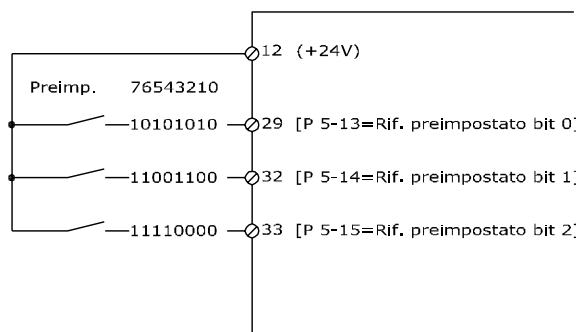 12 (+24V)
Preimp. 76543210
10101010 29 [P 5-13=Rif. preimpostato bit 0]
11001100 32 [P 5-14=Rif. preimpostato bit 1]
11110000 33 [P 5-15=Rif. preimpostato bit 2]